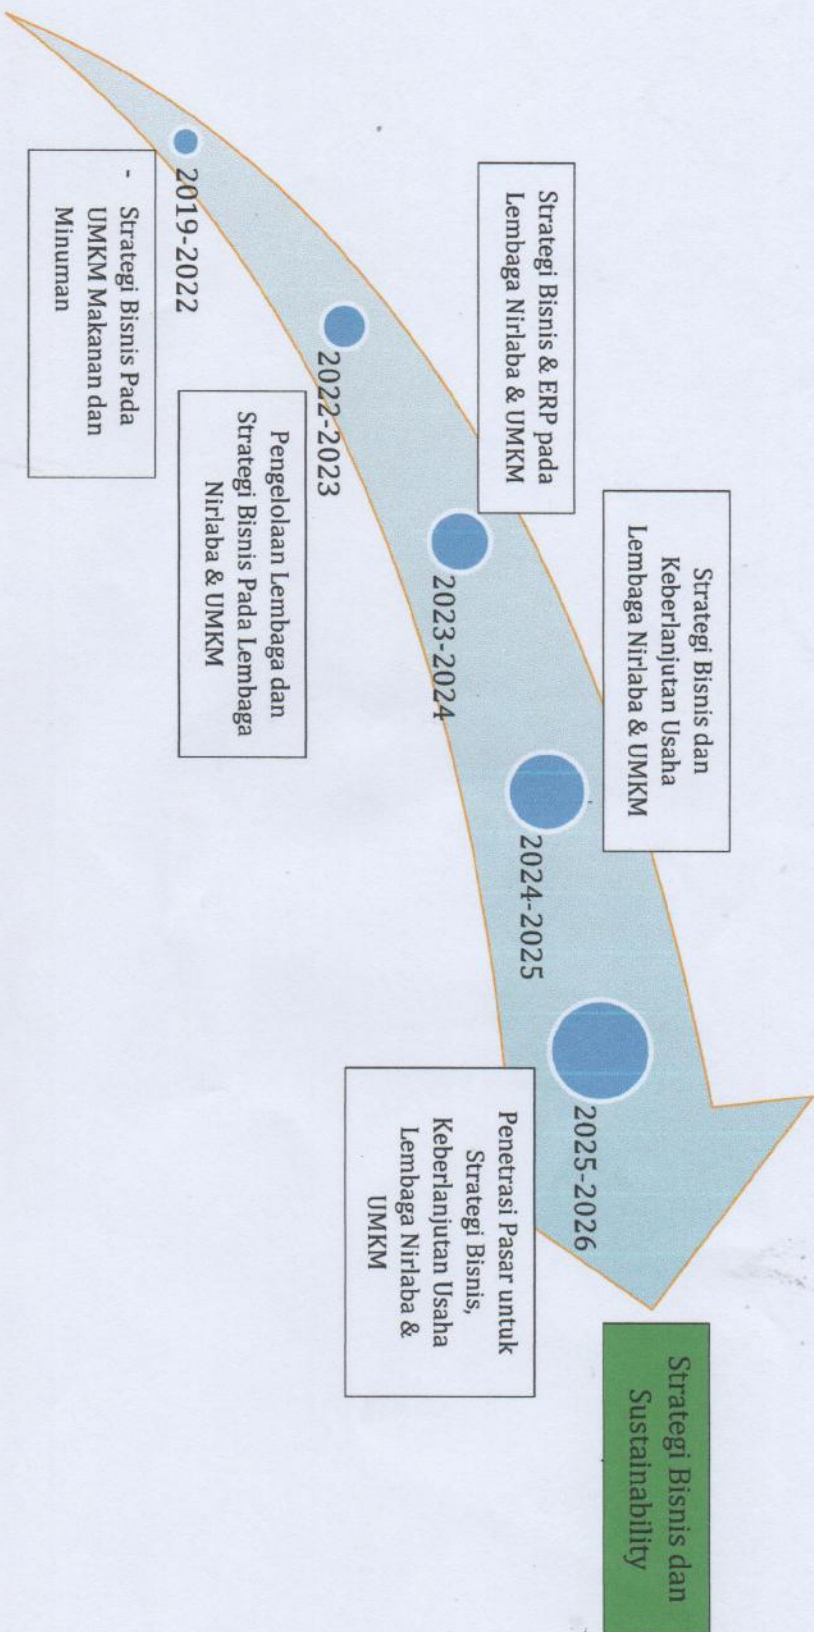 2019-2022
- Strategi Bisnis Pada
UMKM Makanan dan
Minuman
2022-2023
Pengelolaan Lembaga dan
Strategi Bisnis Pada Lembaga
Nirlaba & UMKM
2023-2024
Strategi Bisnis & ERP pada
Lembaga Nirlaba & UMKM
2024-2025
Strategi Bisnis dan
Keberlanjutan Usaha
Lembaga Nirlaba & UMKM
2025-2026
Penetrasi Pasar untuk
Strategi Bisnis,
Keberlanjutan Usaha
Lembaga Nirlaba &
UMKM
Strategi Bisnis dan
Sustainability